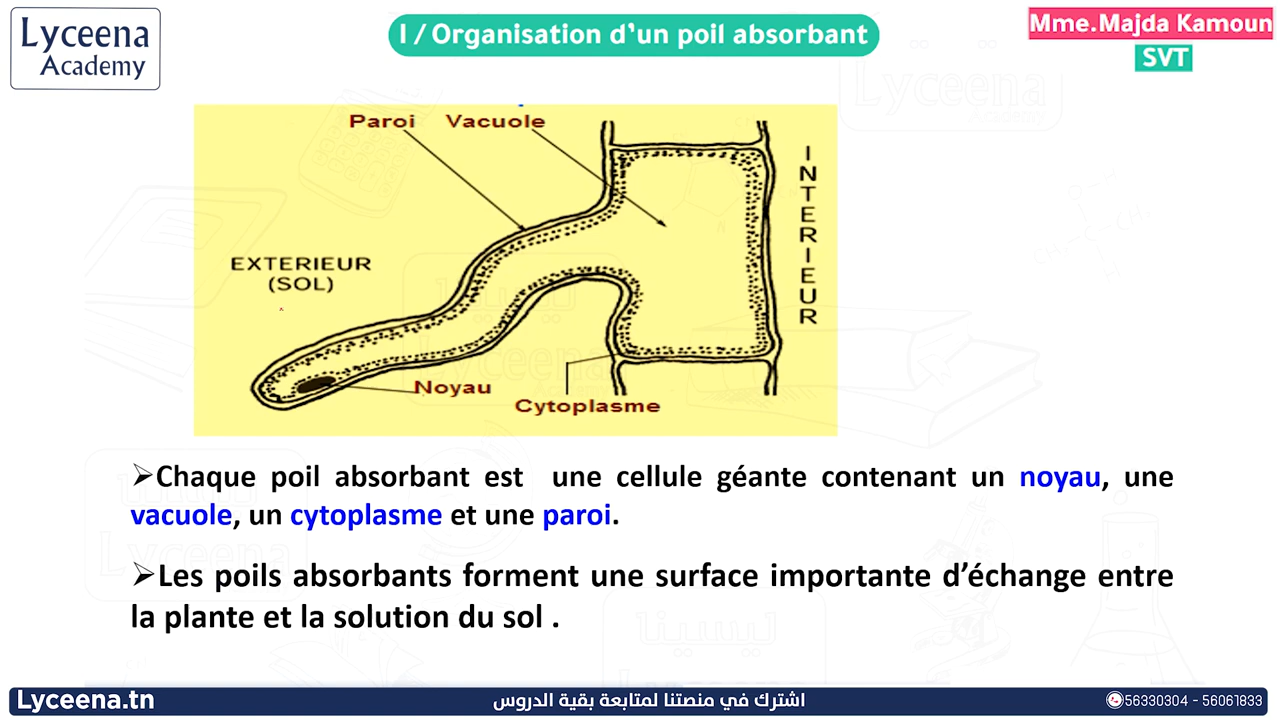 Lyceena
Academy
I / Organisation d'un poil absorbant
Mme.Majda Kamoun
SVT
Paroi Vacuole
EXTERIEUR
(SOL)
INTERIEUR
Noyau
Cytoplasme
➢Chaque poil absorbant est une cellule géante contenant un noyau, une
vacuole, un cytoplasme et une paroi.
➢Les poils absorbants forment une surface importante d'échange entre
la plante et la solution du sol .
Lyceena.tn
اشترك في منصتنا لمتابعة بقية الدروس
56330304 - 56061833